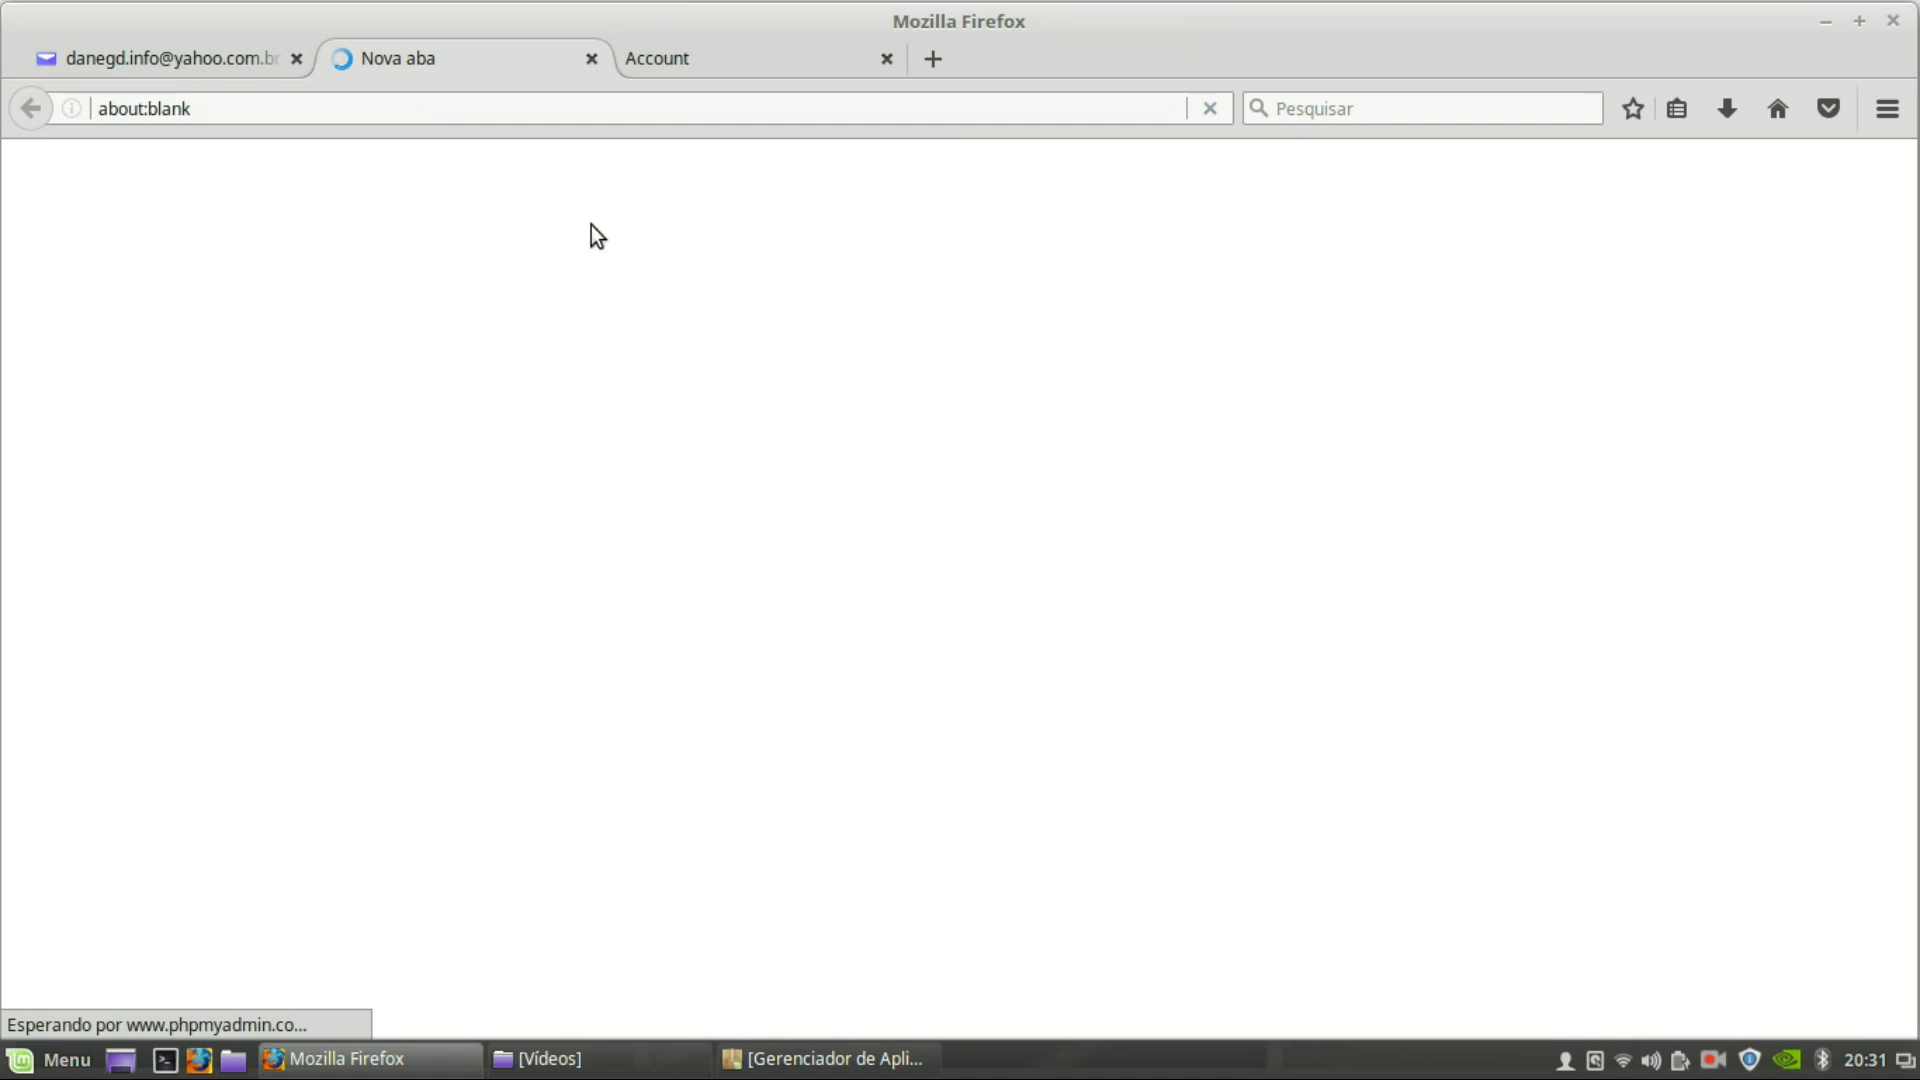 Mozilla Firefox
danegd.info@yahoo.com.br
Nova aba
Account
about:blank
Pesquisar
Esperando por www.phpmyadmin.co...
Menu
Mozilla Firefox
[Vídeos]
[Gerenciador de Apli...
20:31